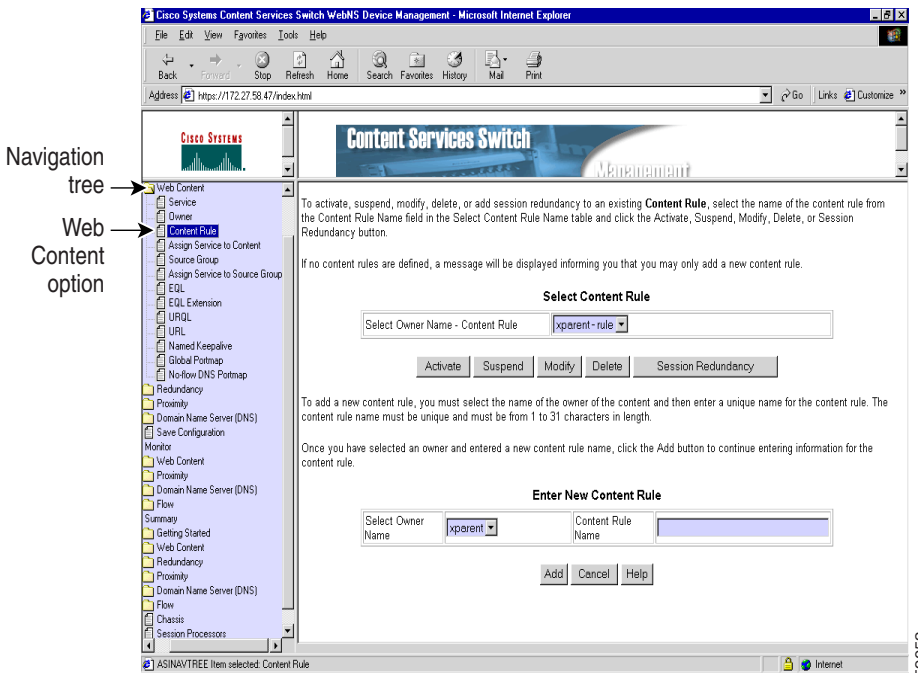 Cisco Systems Content Services Switch WebNS Device Management - Microsoft Internet Explorer
File Edit View Favorites Tools Help
Back Forward Stop Refresh Home Search Favorites History Mail Print
Address https://172.27.58.47/index.html Go Links Customize »
CISCO SYSTEMS
Content Services Switch
Management
Navigation
tree
Web
Content
option
Web Content
Service
Owner
Content Rule
Assign Service to Content
Source Group
Assign Service to Source Group
EQL
EQL Extension
URQL
URL
Named Keepalive
Global Portmap
No-flow DNS Portmap
Redundancy
Proximity
Domain Name Server (DNS)
Save Configuration
Monitor
Web Content
Proximity
Domain Name Server (DNS)
Flow
Summary
Getting Started
Web Content
Redundancy
Proximity
Domain Name Server (DNS)
Flow
Chassis
Session Processors
To activate, suspend, modify, delete, or add session redundancy to an existing Content Rule, select the name of the content rule from
the Content Rule Name field in the Select Content Rule Name table and click the Activate, Suspend, Modify, Delete, or Session
Redundancy button.
If no content rules are defined, a message will be displayed informing you that you may only add a new content rule.
Select Content Rule
Select Owner Name - Content Rule xparent-rule
Activate Suspend Modify Delete Session Redundancy
To add a new content rule, you must select the name of the owner of the content and then enter a unique name for the content rule. The
content rule name must be unique and must be from 1 to 31 characters in length.
Once you have selected an owner and entered a new content rule name, click the Add button to continue entering information for the
content rule.
Enter New Content Rule
Select Owner
Name
xparent
Content Rule
Name
Add Cancel Help
ASINAVTREE Item selected: Content Rule Internet